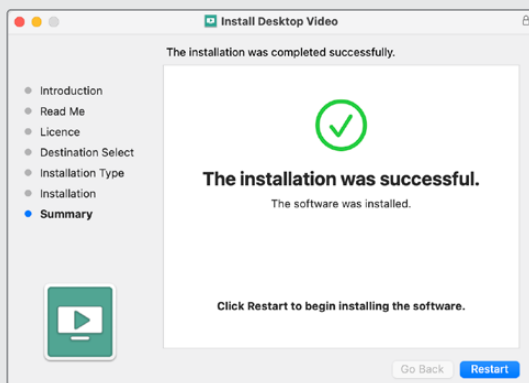 Install Desktop Video
The installation was completed successfully.
Introduction
Read Me
Licence
Destination Select
Installation Type
Installation
Summary
The installation was successful.
The software was installed.
Click Restart to begin installing the software.
Go Back
Restart